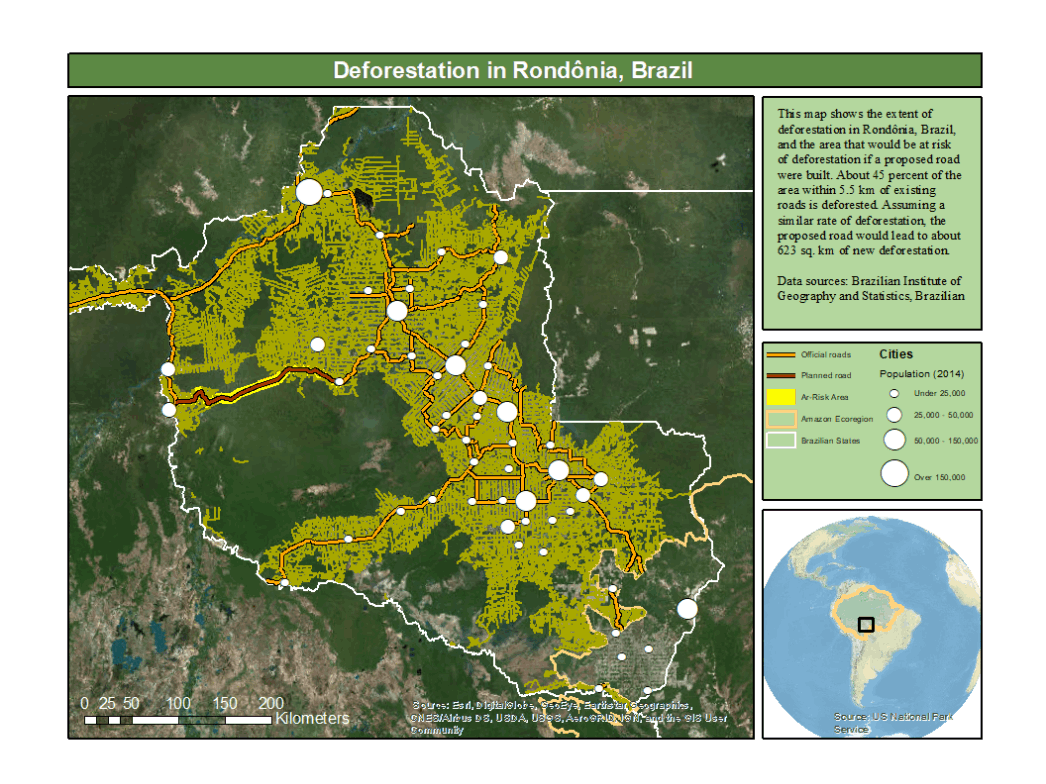 Deforestation in Rondônia, Brazil
This map shows the extent of
deforestation in Rondônia, Brazil,
and the area that would be at risk
of deforestation if a proposed road
were built. About 45 percent of the
area within 5.5 km of existing
roads is deforested. Assuming a
similar rate of deforestation, the
proposed road would lead to about
623 sq. km of new deforestation.
Data sources: Brazilian Institute of
Geography and Statistics, Brazilian
Official roads
Planned road
Ar-Risk Area
Amazon Ecoregion
Brazilian States
Cities
Population (2014)
Under 25,000
25,000 - 50,000
50,000 - 150,000
Over 150,000
0 25 50 100 150 200
Kilometers
Source: Esri, DigitalGlobe, GeoEye, Earthstar Geographics,
CNES/Airbus DS, USDA, USGS, AeroGRID, IGN, and the GIS User
Community
Source: US National Park
Service